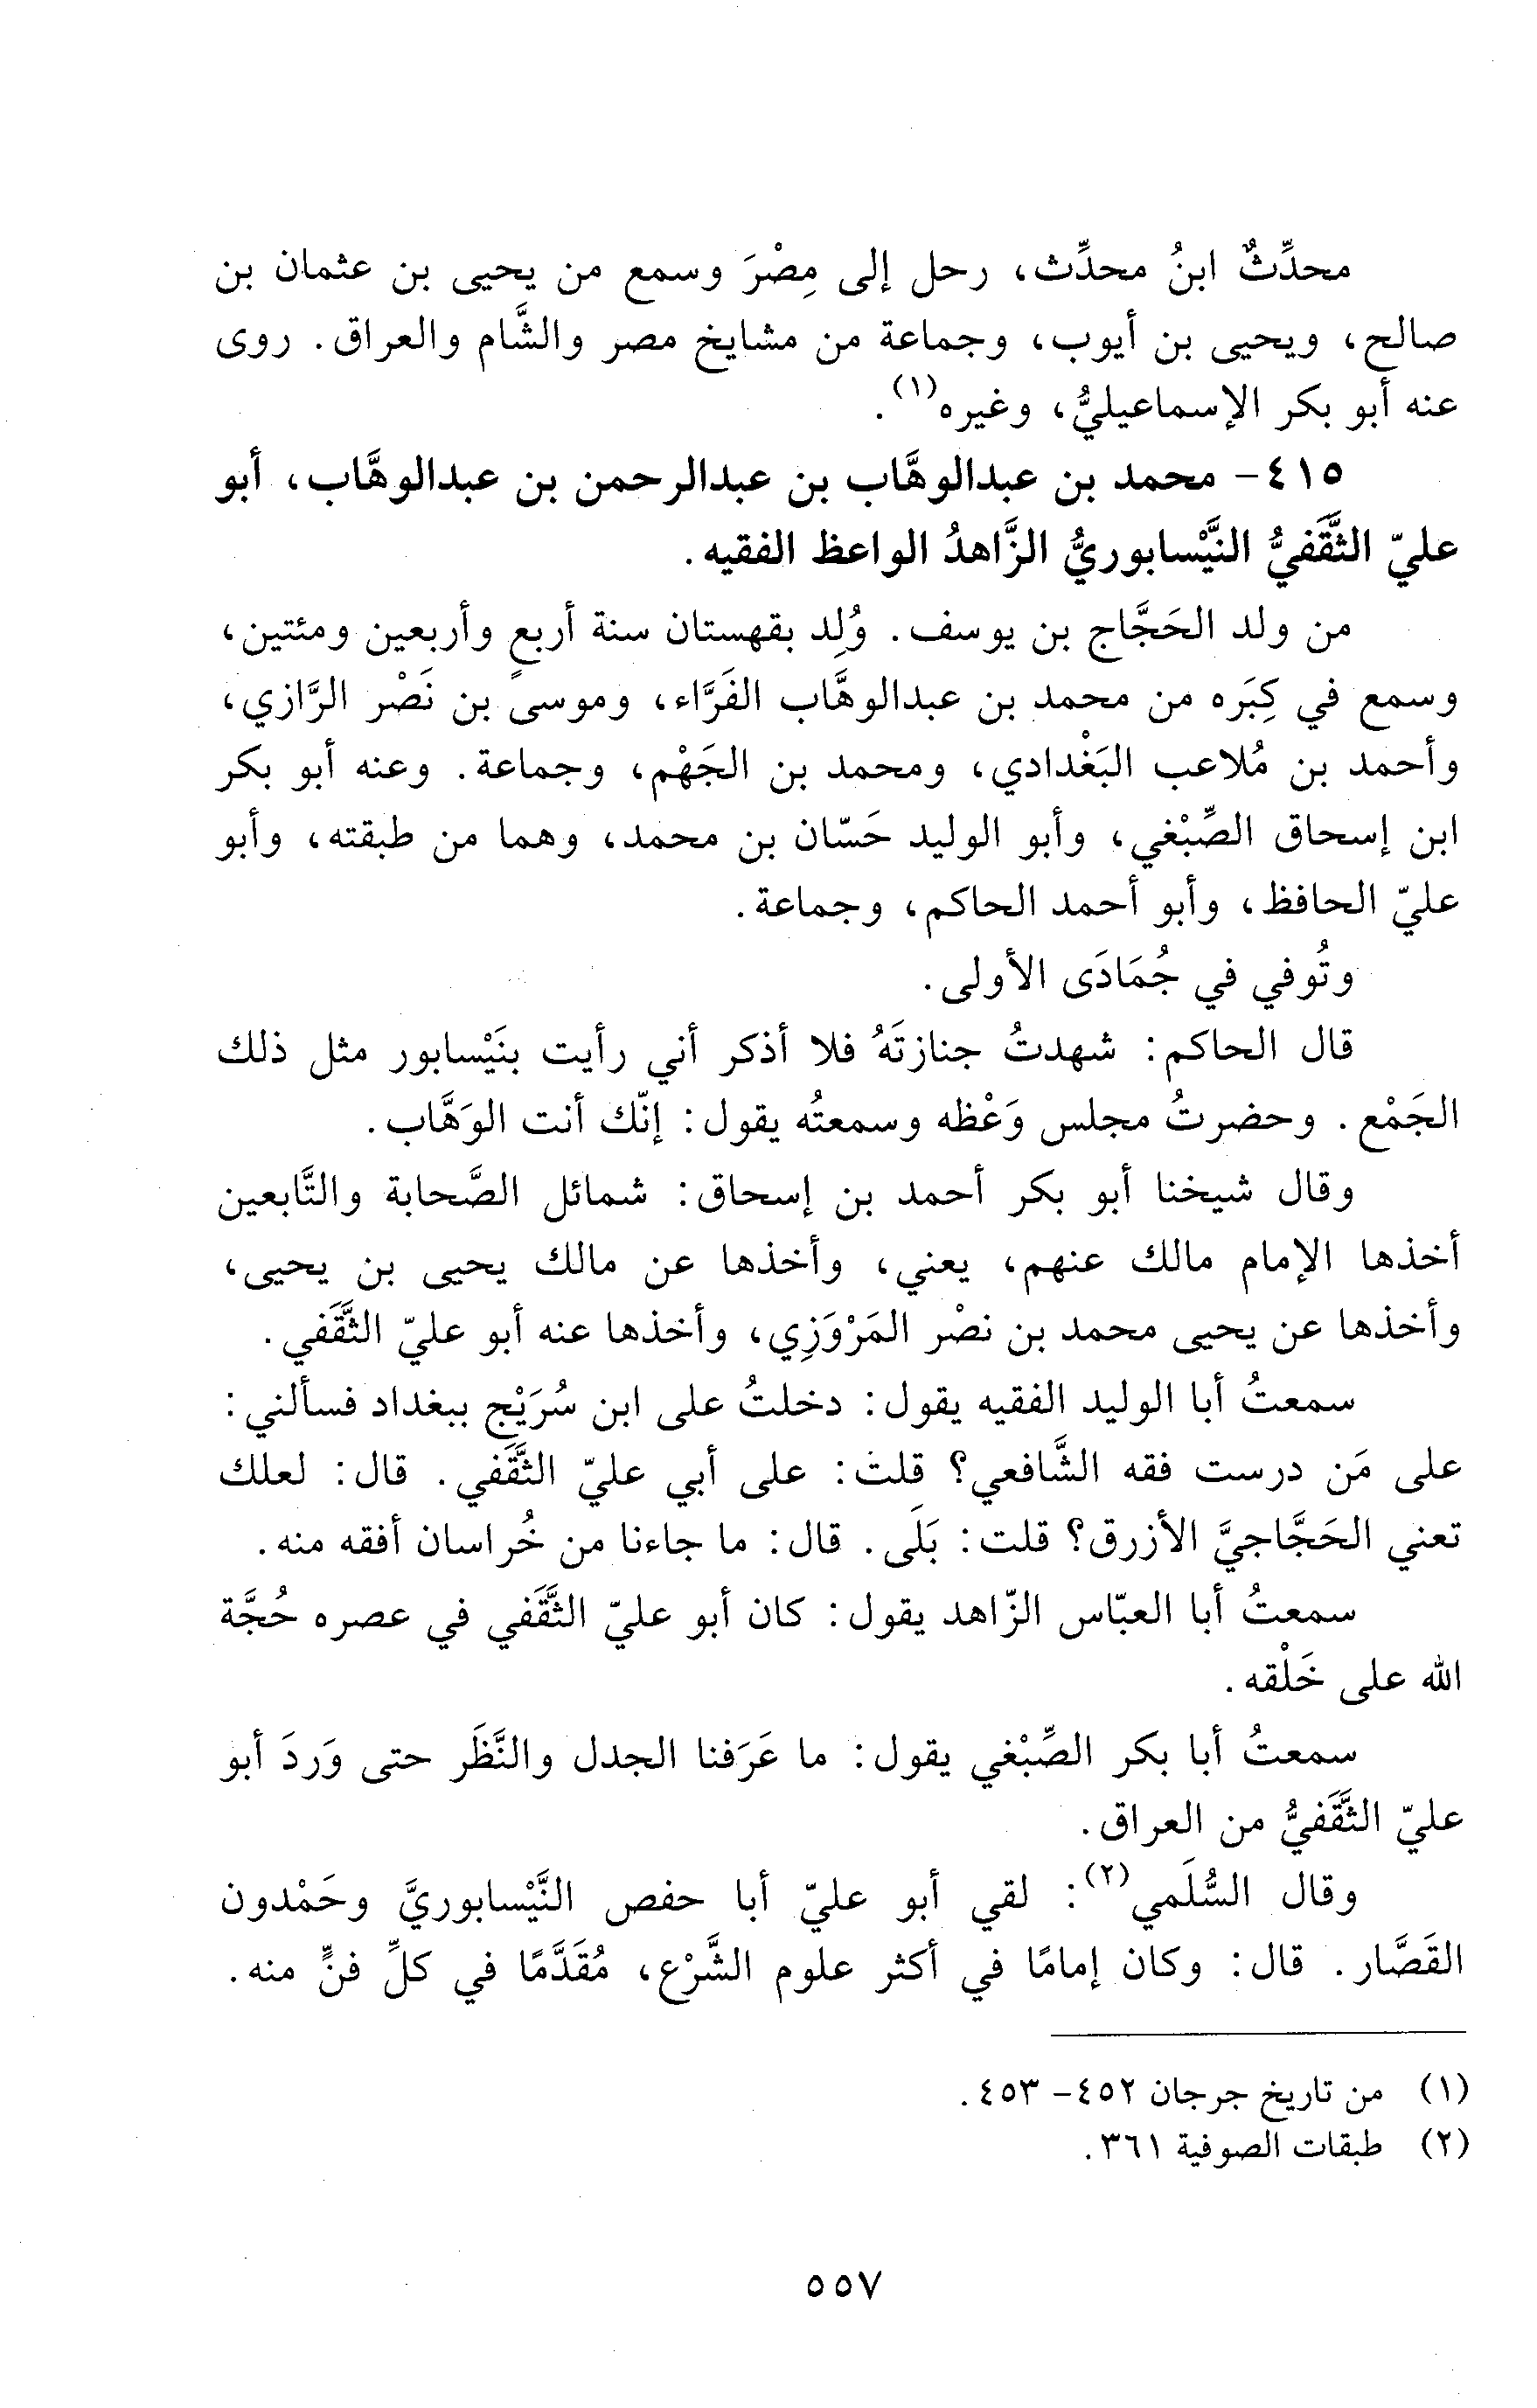 محدِّثٌ ابنُ محدِّث، رحل إلى مِصْرَ وسمع من يحيى بن عثمان بن
صالح، ويحيى بن أيوب، وجماعة من مشايخ مصر والشَّام والعراق. روى
عنه أبو بكر الإسماعيليُّ، وغيره(١).
٤١٥- محمد بن عبدالوهَّاب بن عبدالرحمن بن عبدالوهَّاب، أبو
عليّ الثَّقَفيُّ النَّيْسابوريُّ الزَّاهدُ الواعظ الفقيه.
من ولد الحَجَّاج بن يوسف. وُلِد بقهستان سنة أربعٍ وأربعين ومئتين،
وسمع في كِبَره من محمد بن عبدالوهَّاب الفَرَّاء، وموسى بن نَصْر الرَّازي،
وأحمد بن مُلاعب البَغْدادي، ومحمد بن الجَهْم، وجماعة. وعنه أبو بكر
ابن إسحاق الصِّبْغي، وأبو الوليد حَسّان بن محمد، وهما من طبقته، وأبو
عليّ الحافظ، وأبو أحمد الحاكم، وجماعة.
وتُوفي في جُمَادَى الأولى.
قال الحاكم: شهدتُ جنازتَهُ فلا أذكر أني رأيت بنَيْسابور مثل ذلك
الجَمْع. وحضرتُ مجلس وَعْظه وسمعتُه يقول: إنّك أنت الوَهَّاب.
وقال شيخنا أبو بكر أحمد بن إسحاق: شمائل الصَّحابة والتَّابعين
أخذها الإمام مالك عنهم، يعني، وأخذها عن مالك يحيى بن يحيى،
وأخذها عن يحيى محمد بن نصْر المَرْوَزِي، وأخذها عنه أبو عليّ الثَّقَفي.
سمعتُ أبا الوليد الفقيه يقول: دخلتُ على ابن سُرَيْج ببغداد فسألني:
على مَن درست فقه الشَّافعي؟ قلت: على أبي عليّ الثَّقَفي. قال: لعلك
تعني الحَجَّاجيَّ الأزرق؟ قلت: بَلَى. قال: ما جاءنا من خُراسان أفقه منه.
سمعتُ أبا العبّاس الزّاهد يقول: كان أبو عليّ الثَّقَفي في عصره حُجَّة
الله على خَلْقه.
سمعتُ أبا بكر الصِّبْغي يقول: ما عَرَفنا الجدل والنَّظَر حتى وَردَ أبو
عليّ الثَّقَفيُّ من العراق.
وقال السُّلَمي(٢): لقي أبو عليّ أبا حفص النَّيْسابوريَّ وحَمْدون
القَصَّار. قال: وكان إمامًا في أكثر علوم الشَّرْع، مُقَدَّمًا في كلِّ فنٍّ منه.
(١) من تاريخ جرجان ٤٥٢- ٤٥٣.
(٢) طبقات الصوفية ٣٦١.
٥٥٧